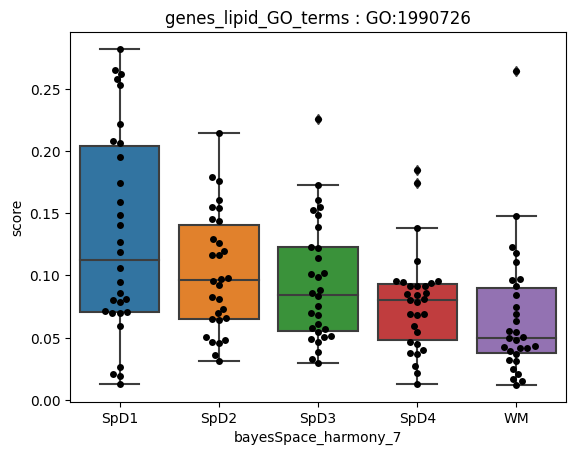 genes_lipid_GO_terms : GO:1990726
score
0.25
0.20
0.15
0.10
0.05
0.00
SpD1 SpD2 SpD3 SpD4 WM
bayesSpace_harmony_7